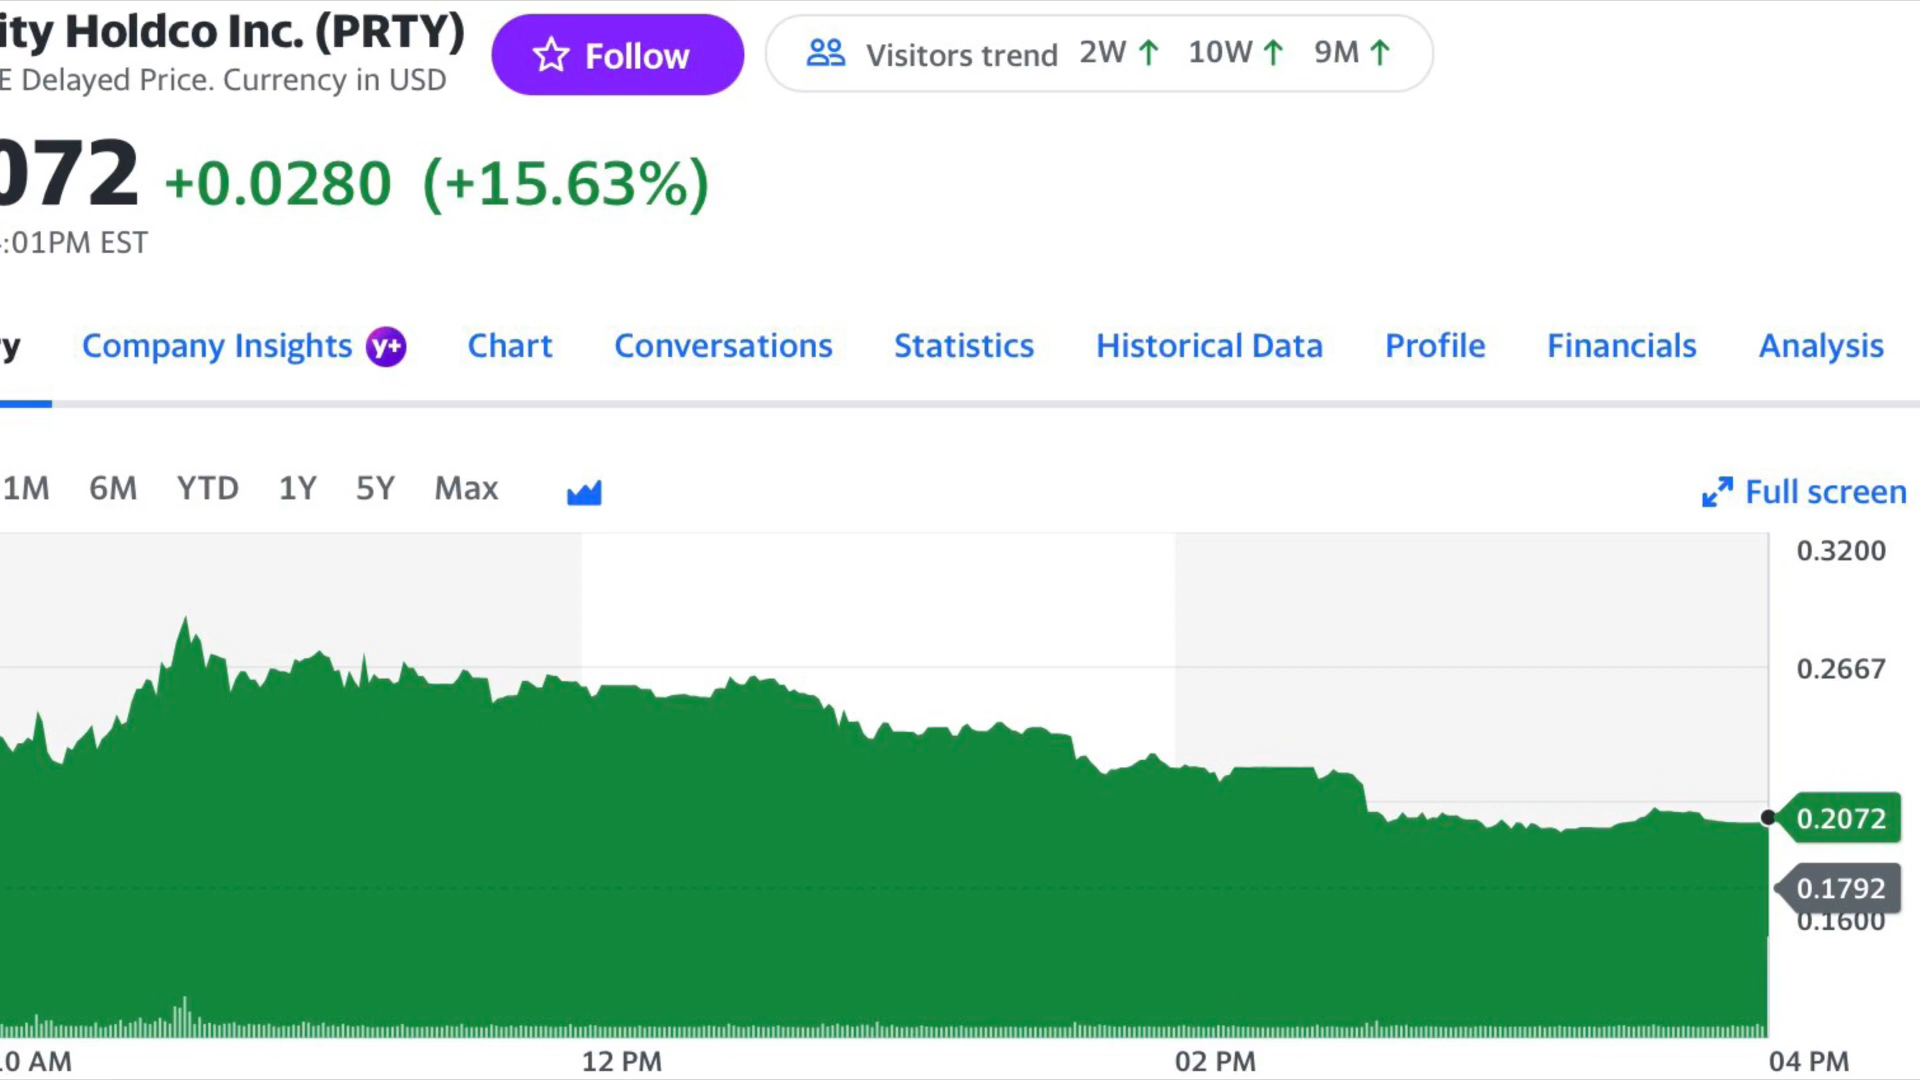 ity Holdco Inc. (PRTY)
Follow
Visitors trend 2W 10W 9M
E Delayed Price. Currency in USD
072 +0.0280 (+15.63%)
:01PM EST
y Company Insights y+ Chart Conversations Statistics Historical Data Profile Financials Analysis
1M 6M YTD 1Y 5Y Max
Full screen
0.3200
0.2667
0.2072
0.1792
0.1600
0 AM 12 PM 02 PM 04 PM